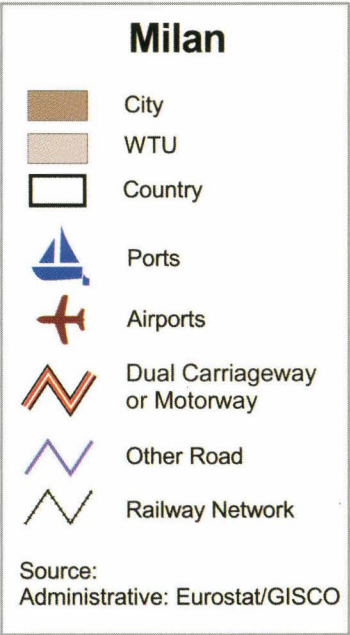 Milan
City
WTU
Country
Ports
Airports
Dual Carriageway
or Motorway
Other Road
Railway Network
Source:
Administrative: Eurostat/GISCO